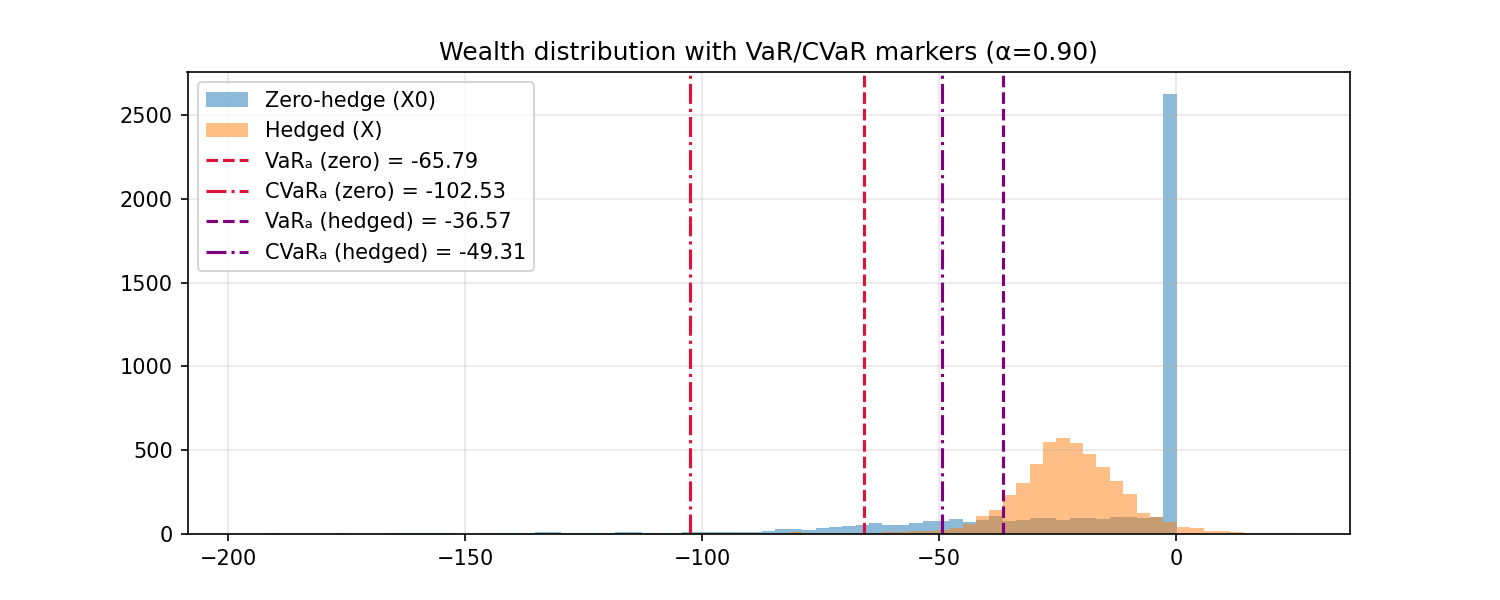 Wealth distribution with VaR/CVaR markers (α=0.90)
Zero-hedge (X0)
Hedged (X)
VaRₐ (zero) = -65.79
CVaRₐ (zero) = -102.53
VaRₐ (hedged) = -36.57
CVaRₐ (hedged) = -49.31
2500
2000
1500
1000
500
0
−200
−150
−100
−50
0